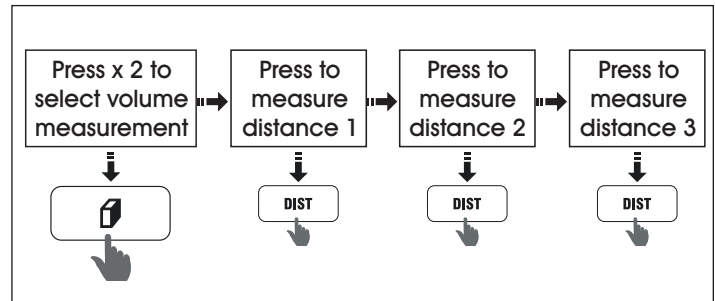 Press x 2 to
select volume
measurement
Press to
measure
distance 1
Press to
measure
distance 2
Press to
measure
distance 3
DIST
DIST
DIST